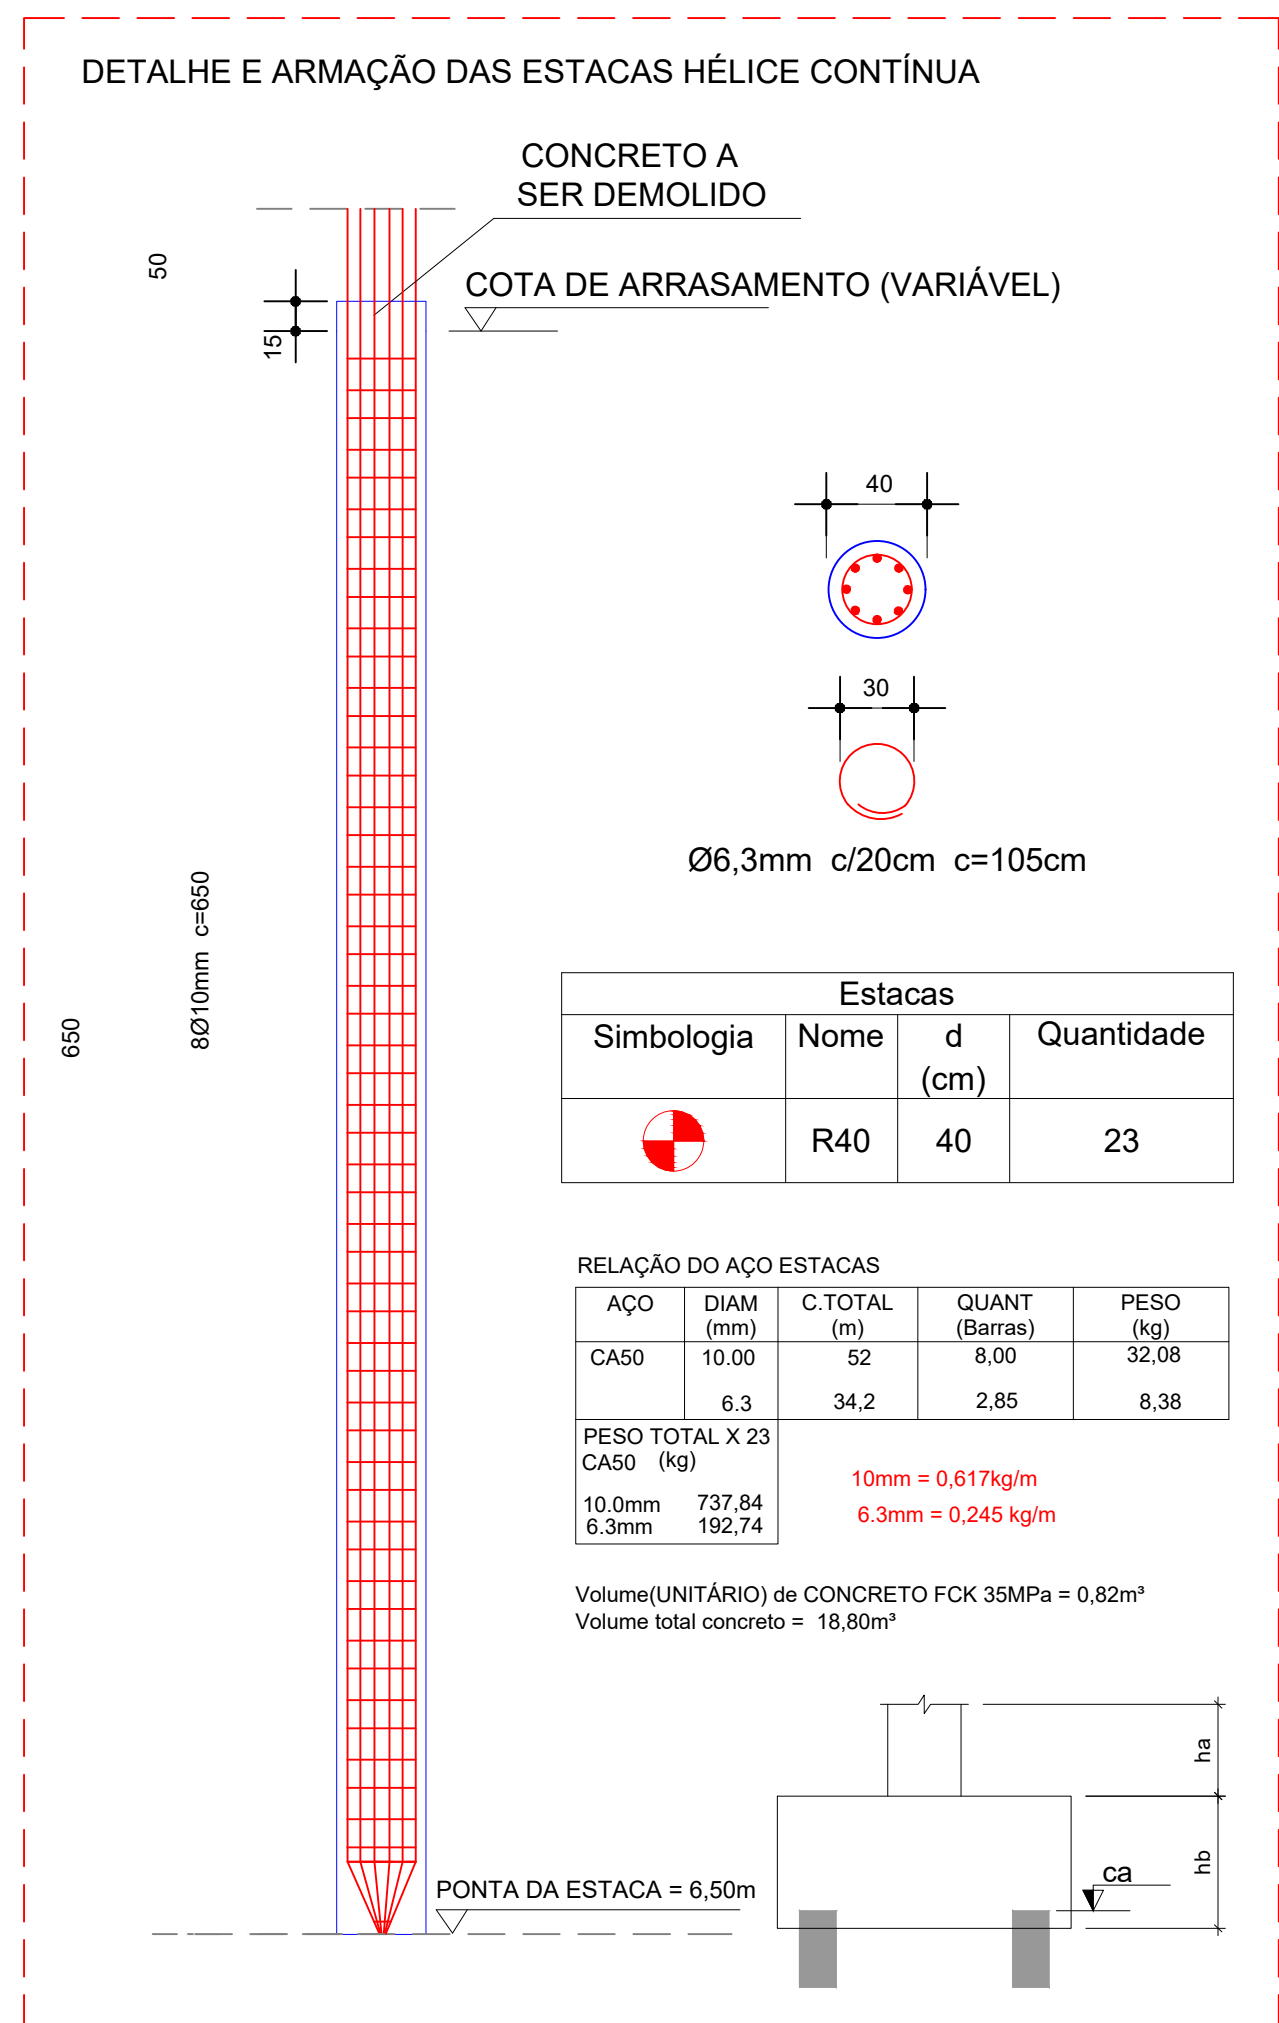 DETALHE E ARMAÇÃO DAS ESTACAS HÉLICE CONTÍNUA
CONCRETO A
SER DEMOLIDO
50
COTA DE ARRASAMENTO (VARIÁVEL)
15
40
30
Ø6,3mm c/20cm c=105cm
8Ø10mm c=650
650
Estacas
Simbologia Nome d (cm) Quantidade
R40 40 23
RELAÇÃO DO AÇO ESTACAS
AÇO DIAM (mm) C.TOTAL (m) QUANT (Barras) PESO (kg)
CA50 10.00 52 8,00 32,08
6.3 34,2 2,85 8,38
PESO TOTAL X 23
CA50 (kg)
10.0mm 737,84
6.3mm 192,74
10mm = 0,617kg/m
6.3mm = 0,245 kg/m
Volume(UNITÁRIO) de CONCRETO FCK 35MPa = 0,82m³
Volume total concreto = 18,80m³
ha
hb
ca
PONTA DA ESTACA = 6,50m